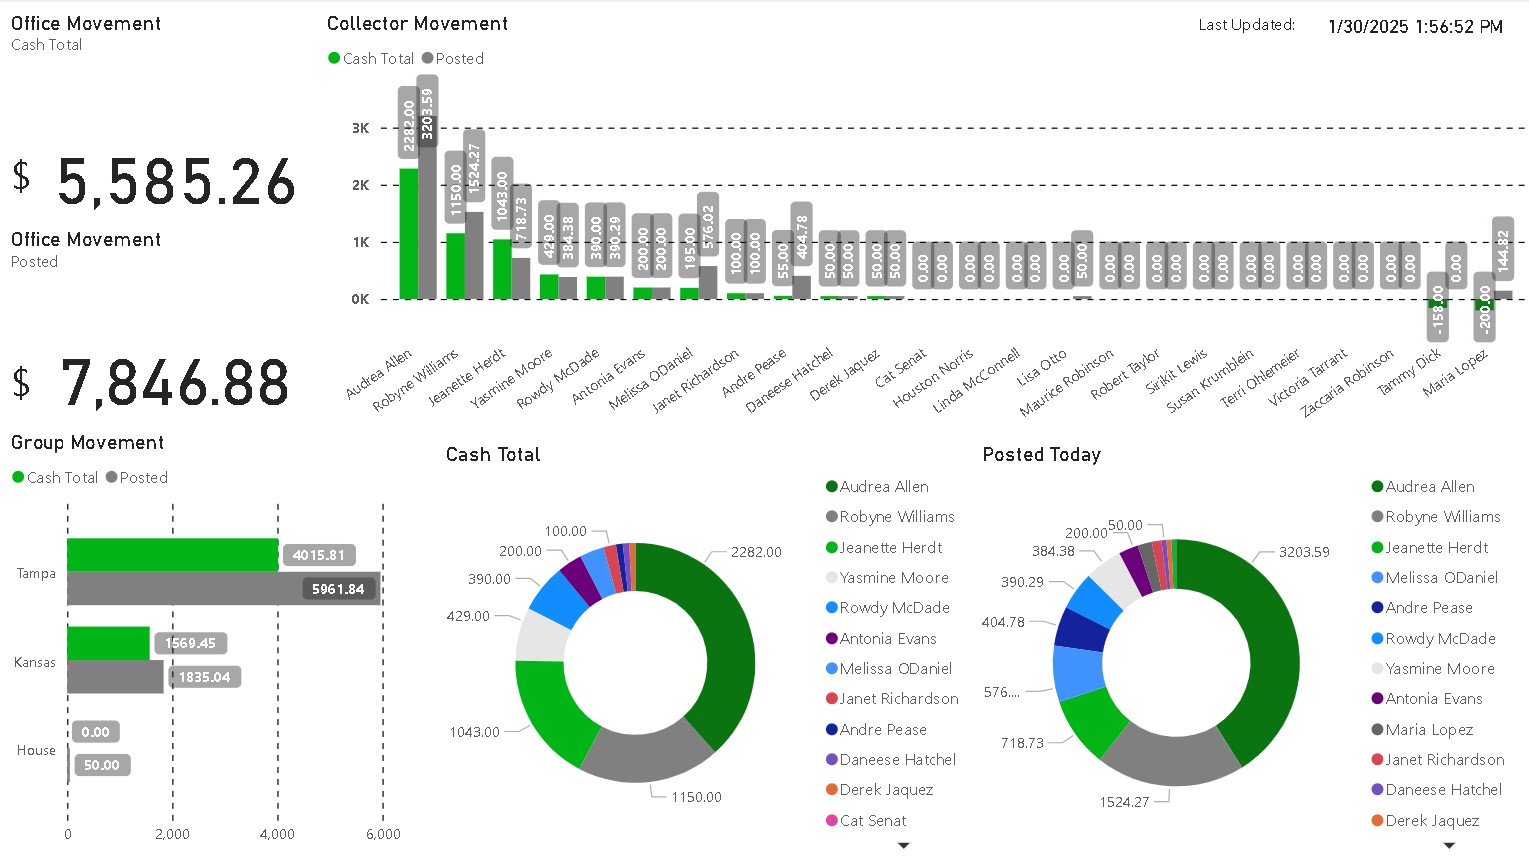 Office Movement
Cash Total
$ 5,585.26
Office Movement
Posted
$ 7,846.88
Collector Movement
Cash Total Posted
Last Updated: 1/30/2025 1:56:52 PM
3K
2K
1K
0K
2282.00 3203.59
1150.00 1524.27
1043.00 718.73
429.00 384.38
390.00 390.29
200.00 200.00
195.00 576.02
100.00 100.00
55.00 404.78
50.00 50.00
50.00 50.00
0.00 0.00
0.00 0.00
0.00 0.00
0.00 50.00
0.00 0.00
0.00 0.00
0.00 0.00
0.00 0.00
0.00 0.00
0.00 0.00
0.00 0.00
-158.00 0.00
-200.00 144.82
Audrea Allen
Robyne Williams
Jeanette Herdt
Yasmine Moore
Rowdy McDade
Antonia Evans
Melissa ODaniel
Janet Richardson
Andre Pease
Daneese Hatchel
Derek Jaquez
Cat Senat
Houston Norris
Linda McConnell
Lisa Otto
Maurice Robinson
Robert Taylor
Sirikit Lewis
Susan Krumblein
Terri Ohlemeier
Victoria Tarrant
Zaccaria Robinson
Tammy Dick
Maria Lopez
Group Movement
Cash Total Posted
Tampa
4015.81
5961.84
Kansas
1569.45
1835.04
House
0.00
50.00
0 2,000 4,000 6,000
Cash Total
100.00
200.00
390.00
429.00
1043.00
1150.00
2282.00
Audrea Allen
Robyne Williams
Jeanette Herdt
Yasmine Moore
Rowdy McDade
Antonia Evans
Melissa ODaniel
Janet Richardson
Andre Pease
Daneese Hatchel
Derek Jaquez
Cat Senat
Posted Today
50.00
200.00
384.38
390.29
404.78
576....
718.73
1524.27
3203.59
Audrea Allen
Robyne Williams
Jeanette Herdt
Melissa ODaniel
Andre Pease
Rowdy McDade
Yasmine Moore
Antonia Evans
Maria Lopez
Janet Richardson
Daneese Hatchel
Derek Jaquez